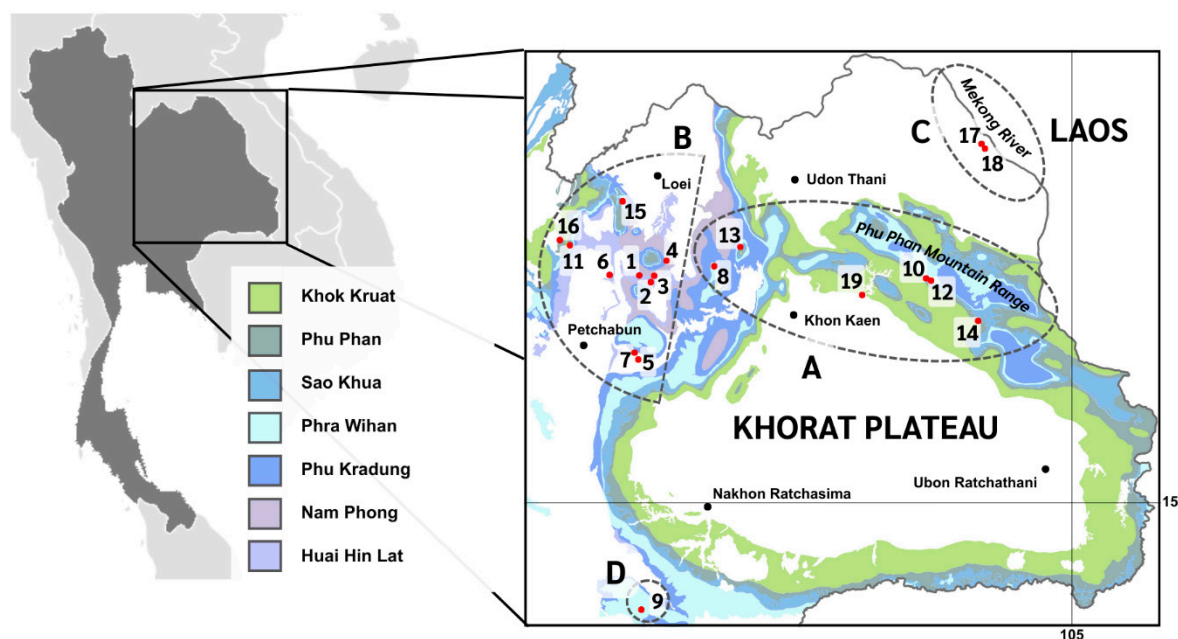 Khok Kruat
Phu Phan
Sao Khua
Phra Wihan
Phu Kradung
Nam Phong
Huai Hin Lat
B
C
Mekong River
LAOS
17
18
Loei
Udon Thani
15
16
11
13
4
6
1
3
2
8
Phu Phan Mountain Range
10
12
19
14
Petchabun
Khon Kaen
7
5
A
KHORAT PLATEAU
Ubon Ratchathani
Nakhon Ratchasima
15
D
9
105